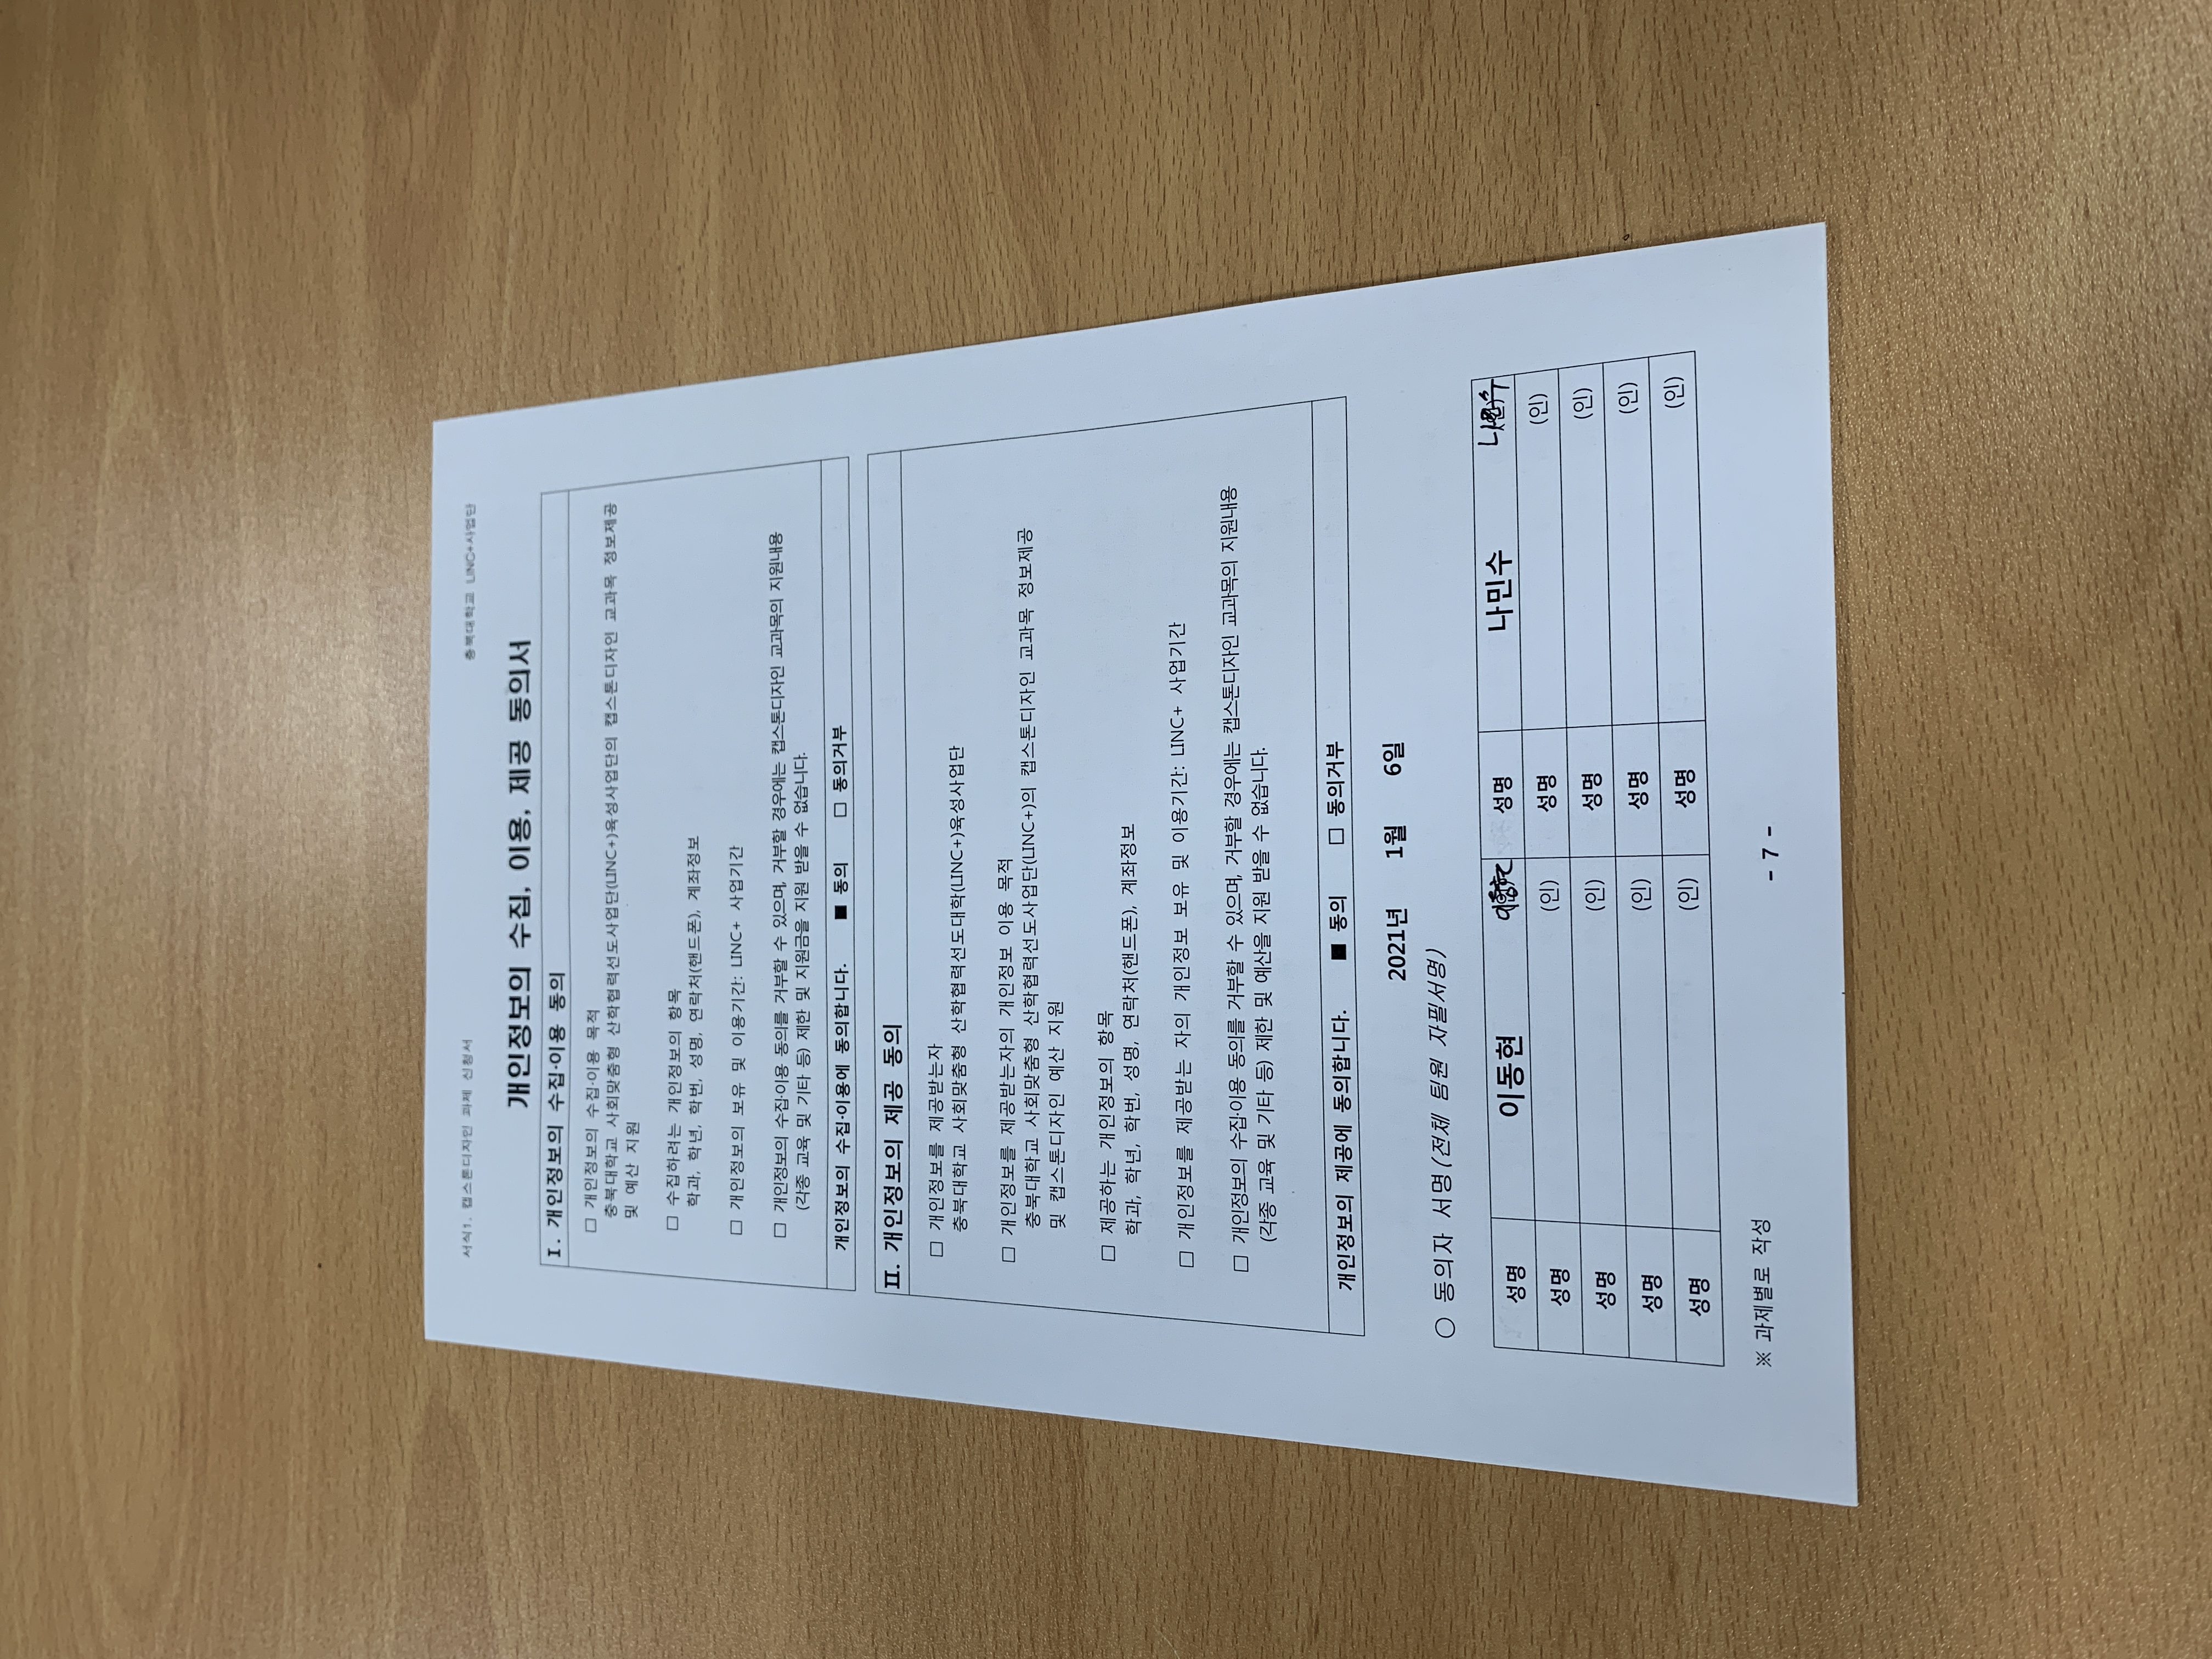 서식1. 캡스톤디자인 과제 신청서 충북대학교 LINC+사업단
개인정보의 수집, 이용, 제공 동의서
Ⅰ. 개인정보의 수집·이용 동의
□ 개인정보의 수집·이용 목적
충북대학교 사회맞춤형 산학협력선도사업단(LINC+)육성사업단의 캡스톤디자인 교과목 정보제공
및 예산 지원
□ 수집하려는 개인정보의 항목
학과, 학년, 학번, 성명, 연락처(핸드폰), 계좌정보
□ 개인정보의 보유 및 이용기간: LINC+ 사업기간
□ 개인정보의 수집·이용 동의를 거부할 수 있으며, 거부할 경우에는 캡스톤디자인 교과목의 지원내용
(각종 교육 및 기타 등) 제한 및 지원금을 지원 받을 수 없습니다.
개인정보의 수집·이용에 동의합니다. ■ 동의 □ 동의거부
Ⅱ. 개인정보의 제공 동의
□ 개인정보를 제공받는자
충북대학교 사회맞춤형 산학협력선도대학(LINC+)육성사업단
□ 개인정보를 제공받는자의 개인정보 이용 목적
충북대학교 사회맞춤형 산학협력선도사업단(LINC+)의 캡스톤디자인 교과목 정보제공
및 캡스톤디자인 예산 지원
□ 제공하는 개인정보의 항목
학과, 학년, 학번, 성명, 연락처(핸드폰), 계좌정보
□ 개인정보를 제공받는 자의 개인정보 보유 및 이용기간: LINC+ 사업기간
□ 개인정보의 수집·이용 동의를 거부할 수 있으며, 거부할 경우에는 캡스톤디자인 교과목의 지원내용
(각종 교육 및 기타 등) 제한 및 예산을 지원 받을 수 없습니다.
개인정보의 제공에 동의합니다. ■ 동의 □ 동의거부
2021년 1월 6일
○ 동의자 서명(전체 팀원 자필서명)
성명 이동현 (인) 이동현 성명 나민수 (인) 나민수
성명 (인) 성명 (인)
성명 (인) 성명 (인)
성명 (인) 성명 (인)
성명 (인) 성명 (인)
※ 과제별로 작성
- 7 -